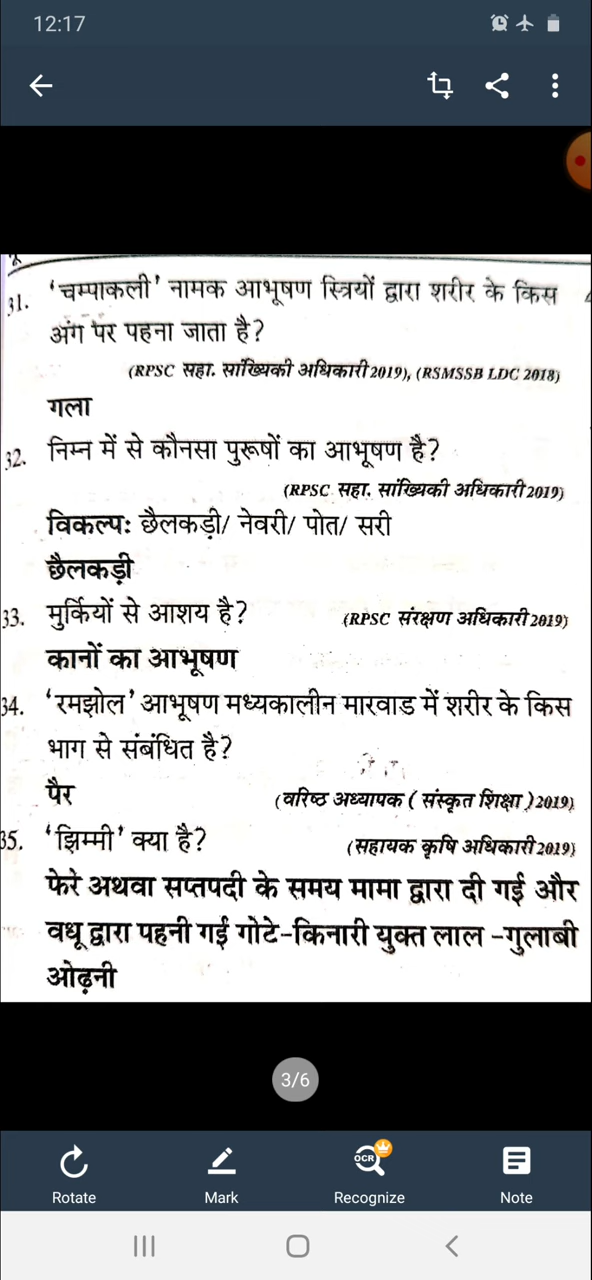 12:17
31. 'चम्पाकली' नामक आभूषण स्त्रियों द्वारा शरीर के किस
अंग पर पहना जाता है?
(RPSC सहा. सांख्यिकी अधिकारी 2019), (RSMSSB LDC 2018)
गला
32. निम्न में से कौनसा पुरूषों का आभूषण है?
(RPSC सहा. सांख्यिकी अधिकारी 2019)
विकल्पः छैलकड़ी/ नेवरी/ पोत/ सरी
छैलकड़ी
33. मुर्कियों से आशय है? (RPSC संरक्षण अधिकारी 2019)
कानों का आभूषण
34. 'रमझोल' आभूषण मध्यकालीन मारवाड में शरीर के किस
भाग से संबंधित है?
पैर (वरिष्ठ अध्यापक ( संस्कृत शिक्षा ) 2019)
35. 'झिम्मी' क्या है? (सहायक कृषि अधिकारी 2019)
फेरे अथवा सप्तपदी के समय मामा द्वारा दी गई और
वधू द्वारा पहनी गई गोटे-किनारी युक्त लाल -गुलाबी
ओढ़नी
3/6
OCR
Rotate Mark Recognize Note